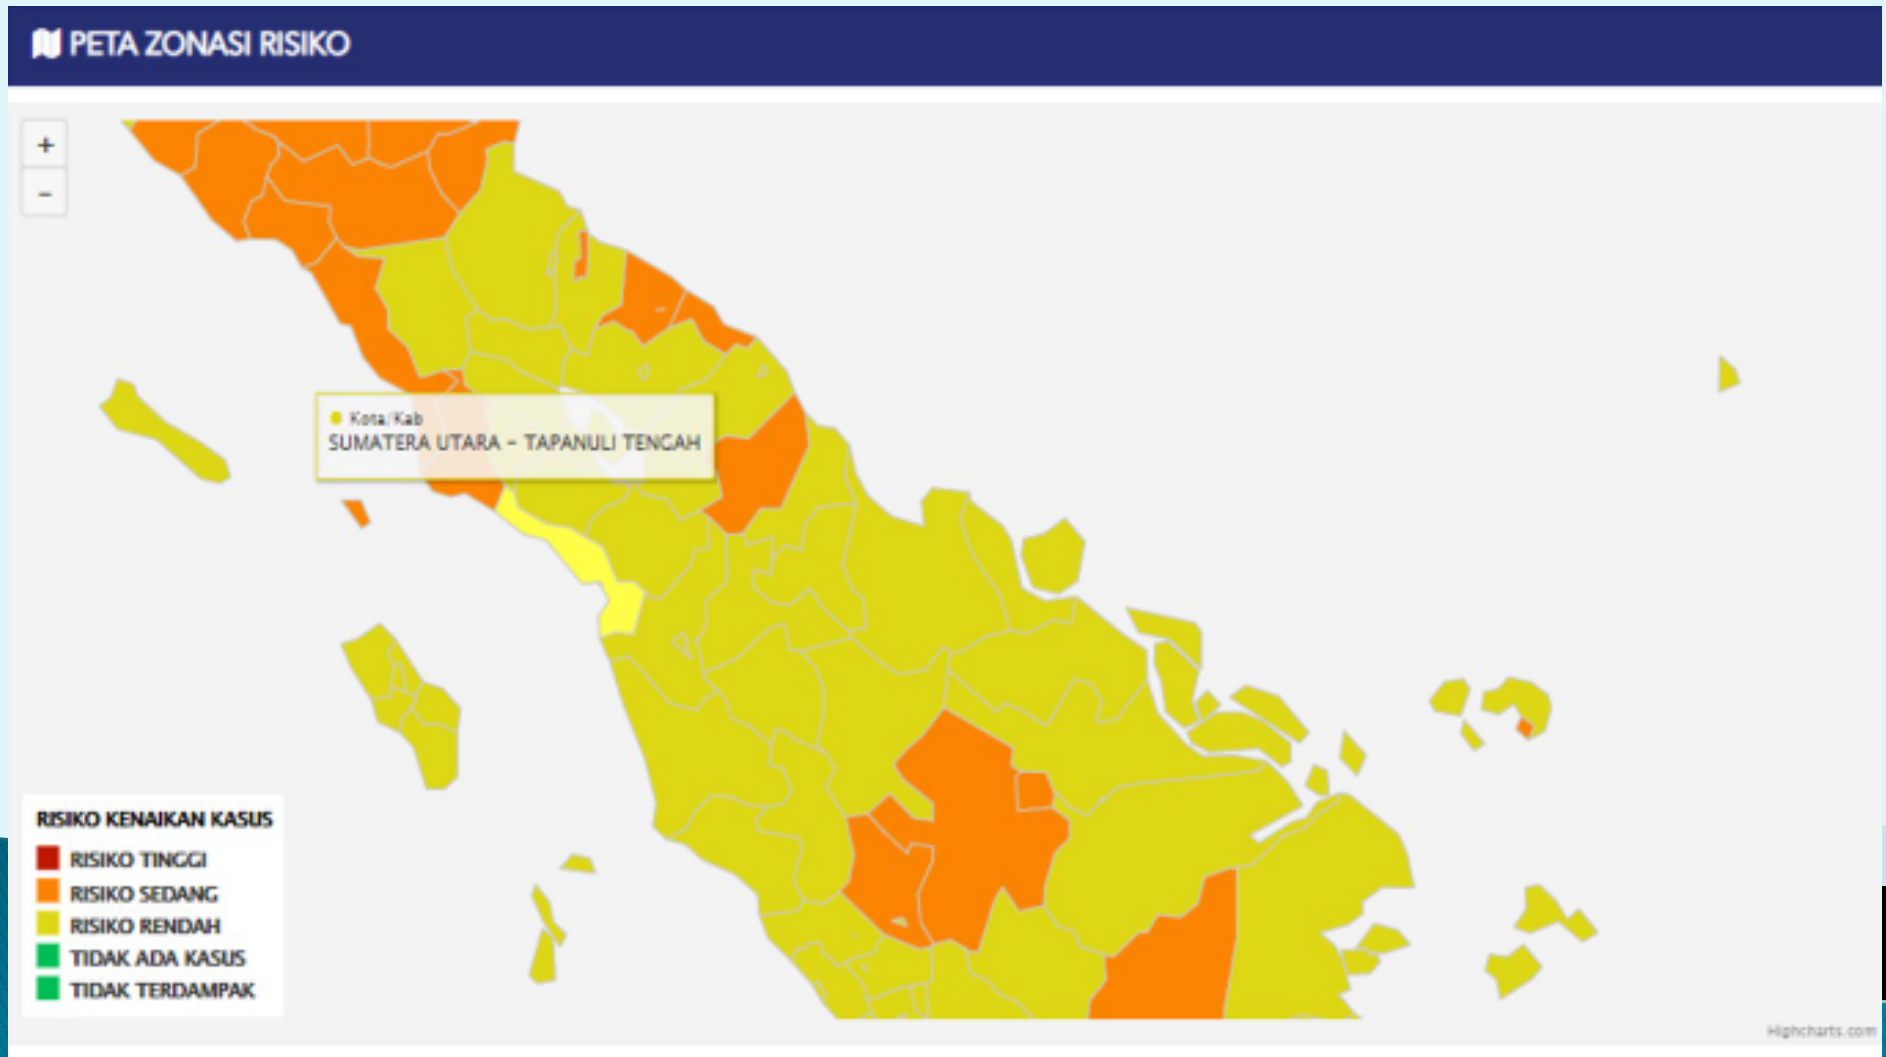 PETA ZONASI RISIKO
+
−
Kota/Kab
SUMATERA UTARA - TAPANULI TENGAH
RISIKO KENAIKAN KASUS
RISIKO TINGGI
RISIKO SEDANG
RISIKO RENDAH
TIDAK ADA KASUS
TIDAK TERDAMPAK
Highcharts.com